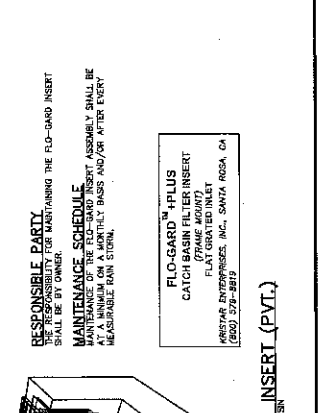 RESPONSIBLE PARTY
THE RESPONSIBILITY FOR MAINTAINING THE FLO-GARD INSERT
SHALL BE BY OWNER.
MAINTENANCE SCHEDULE
MAINTENANCE OF THE FLO-GARD INSERT ASSEMBLY SHALL BE
AT A MINIMUM ON A MONTHLY BASIS AND/OR AFTER EVERY
MEASURABLE RAIN STORM.
FLO-GARD™+PLUS
CATCH BASIN FILTER INSERT
(FRAME MOUNT)
FLAT GRATED INLET
KRISTAR ENTERPRISES, INC., SANTA ROSA, CA
(800) 579-8819
INSERT (PVT.)
SIN